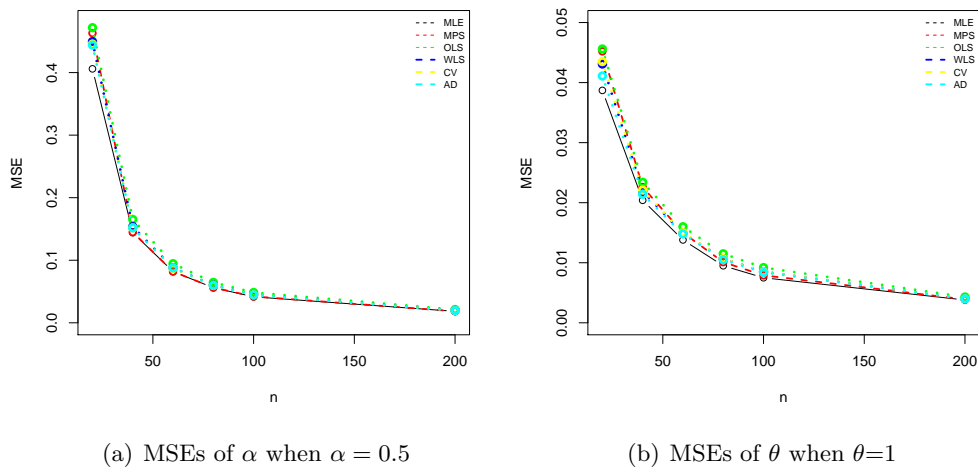 MSE
0.0
0.1
0.2
0.3
0.4
50
100
150
200
n
MLE
MPS
OLS
WLS
CV
AD
(a) MSEs of α when α = 0.5
MSE
0.00
0.01
0.02
0.03
0.04
0.05
50
100
150
200
n
MLE
MPS
OLS
WLS
CV
AD
(b) MSEs of θ when θ=1